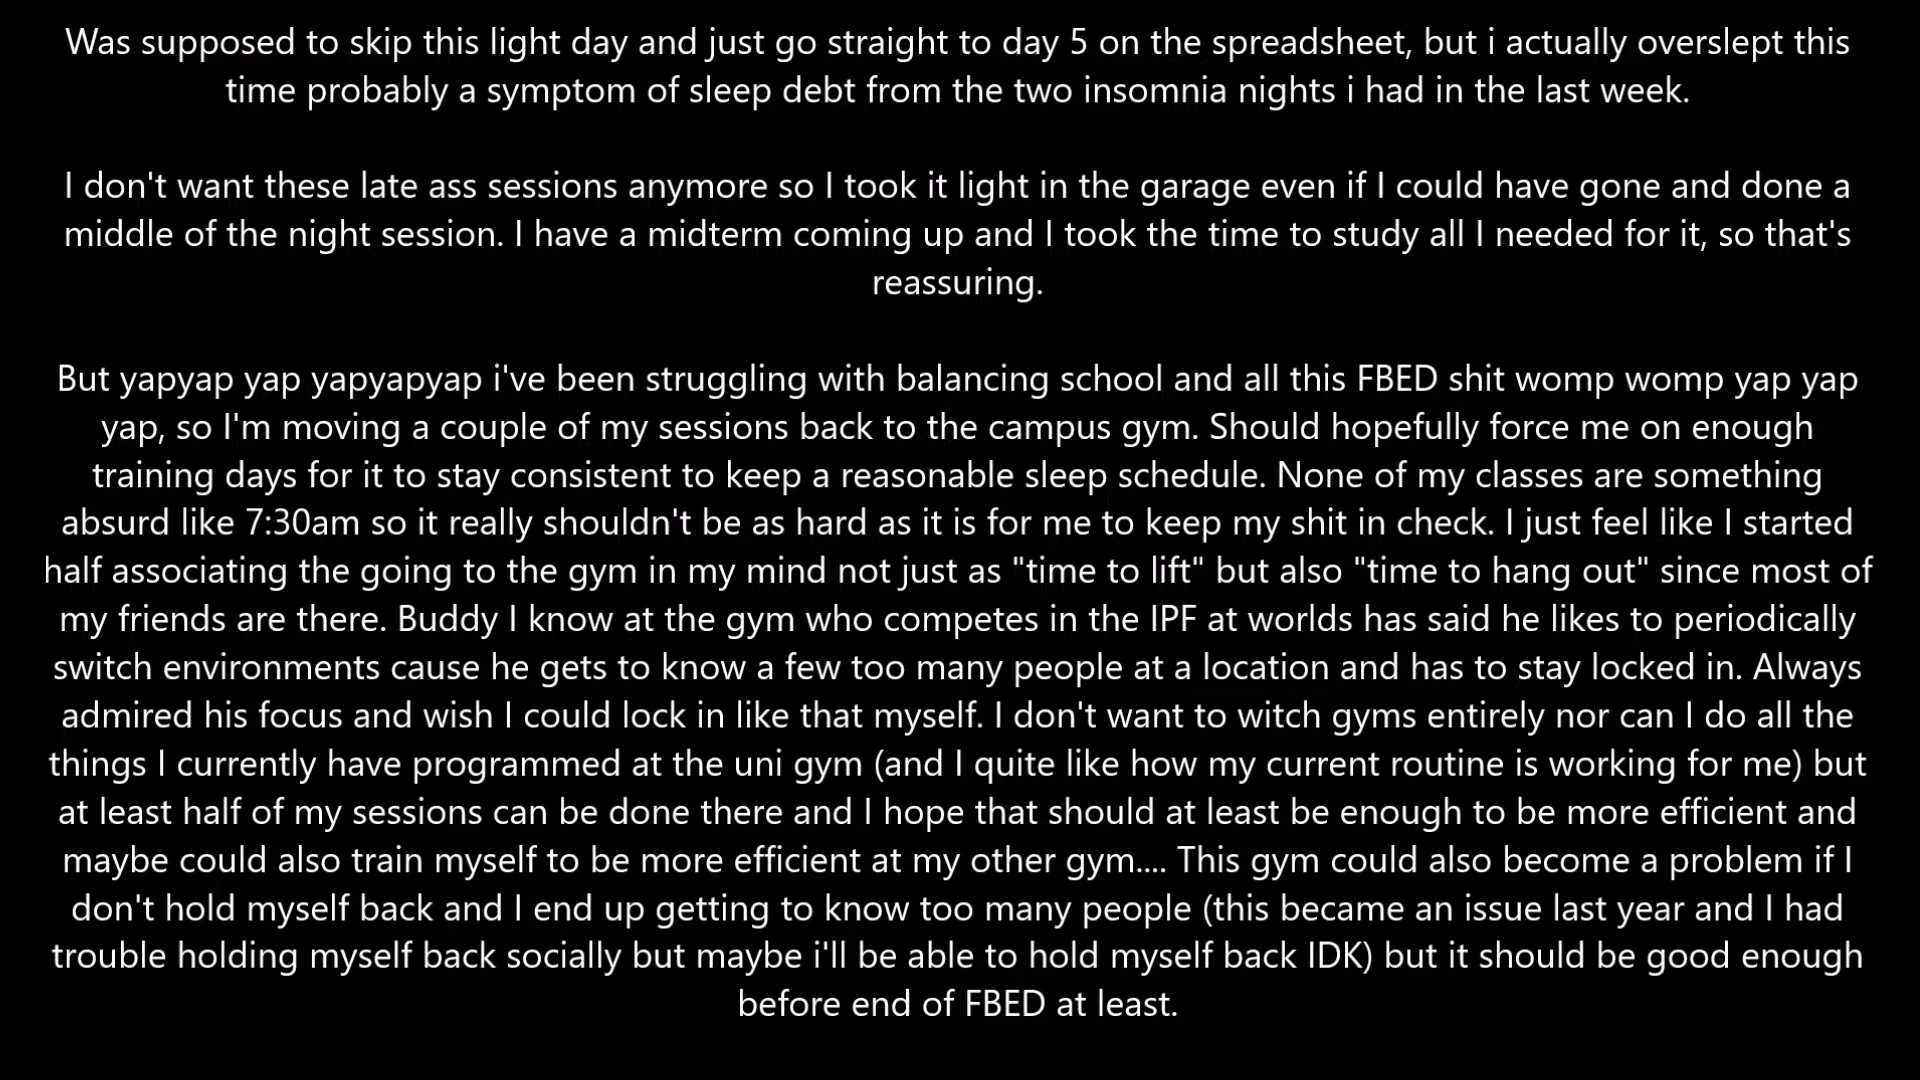 Was supposed to skip this light day and just go straight to day 5 on the spreadsheet, but i actually overslept this
time probably a symptom of sleep debt from the two insomnia nights i had in the last week.
I don't want these late ass sessions anymore so I took it light in the garage even if I could have gone and done a
middle of the night session. I have a midterm coming up and I took the time to study all I needed for it, so that's
reassuring.
But yapyap yap yapyapyap i've been struggling with balancing school and all this FBED shit womp womp yap yap
yap, so I'm moving a couple of my sessions back to the campus gym. Should hopefully force me on enough
training days for it to stay consistent to keep a reasonable sleep schedule. None of my classes are something
absurd like 7:30am so it really shouldn't be as hard as it is for me to keep my shit in check. I just feel like I started
half associating the going to the gym in my mind not just as "time to lift" but also "time to hang out" since most of
my friends are there. Buddy I know at the gym who competes in the IPF at worlds has said he likes to periodically
switch environments cause he gets to know a few too many people at a location and has to stay locked in. Always
admired his focus and wish I could lock in like that myself. I don't want to witch gyms entirely nor can I do all the
things I currently have programmed at the uni gym (and I quite like how my current routine is working for me) but
at least half of my sessions can be done there and I hope that should at least be enough to be more efficient and
maybe could also train myself to be more efficient at my other gym.... This gym could also become a problem if I
don't hold myself back and I end up getting to know too many people (this became an issue last year and I had
trouble holding myself back socially but maybe i'll be able to hold myself back IDK) but it should be good enough
before end of FBED at least.